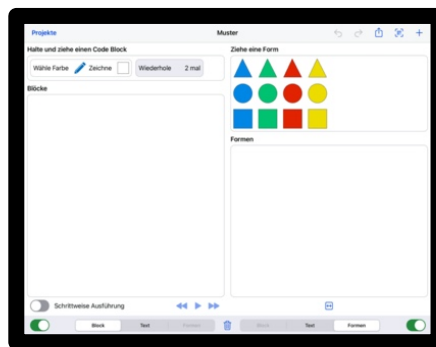 Projekte
Muster
Halte und ziehe einen Code Block
Ziehe eine Form
Wähle Farbe
Zeichne
Wiederhole 2 mal
Blöcke
Formen
Schrittweise Ausführung
Block
Text
Formen
Block
Text
Formen